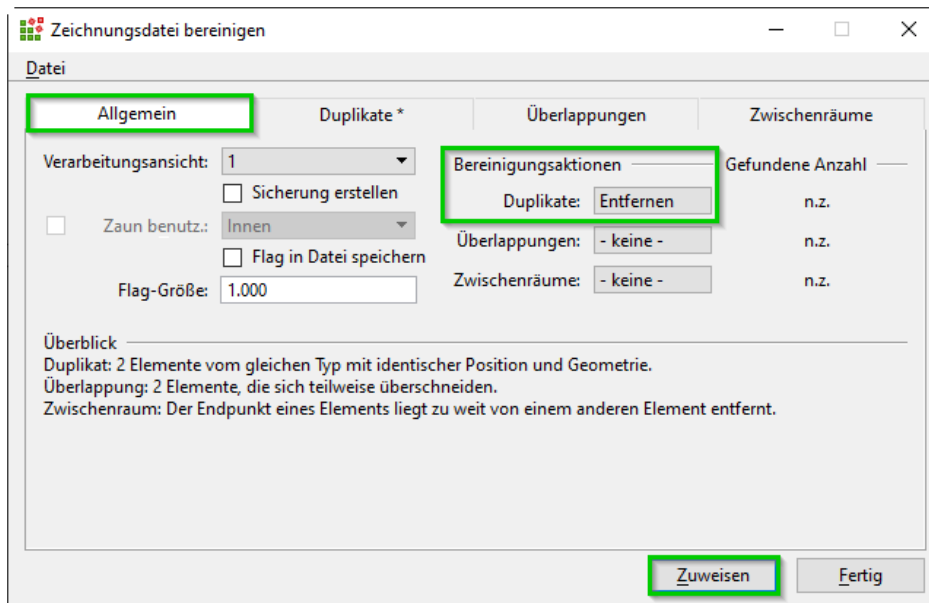 Zeichnungsdatei bereinigen
Datei
Allgemein
Duplikate *
Überlappungen
Zwischenräume
Verarbeitungsansicht: 1
Sicherung erstellen
Zaun benutz.: Innen
Flag in Datei speichern
Flag-Größe: 1.000
Bereinigungsaktionen
Gefundene Anzahl
Duplikate: Entfernen n.z.
Überlappungen: - keine - n.z.
Zwischenräume: - keine - n.z.
Überblick
Duplikat: 2 Elemente vom gleichen Typ mit identischer Position und Geometrie.
Überlappung: 2 Elemente, die sich teilweise überschneiden.
Zwischenraum: Der Endpunkt eines Elements liegt zu weit von einem anderen Element entfernt.
Zuweisen
Fertig